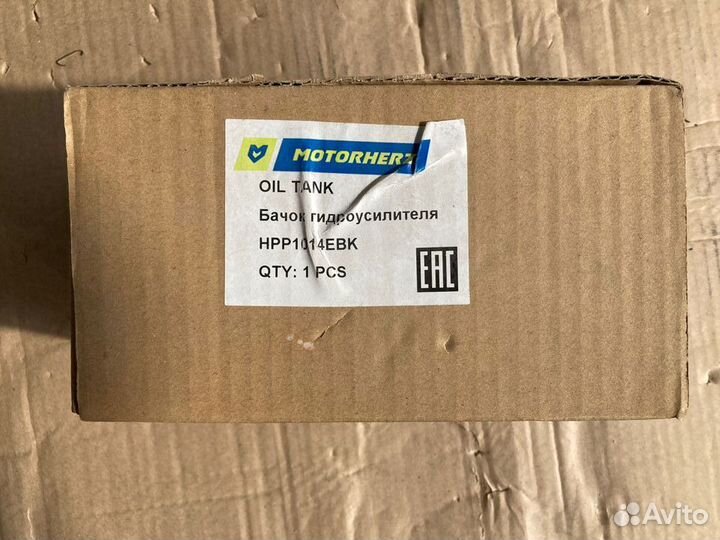 MOTORHERZ
OIL TANK
Бачок гидроусилителя
HPP1014EBK
QTY: 1 PCS
EAC
Avito